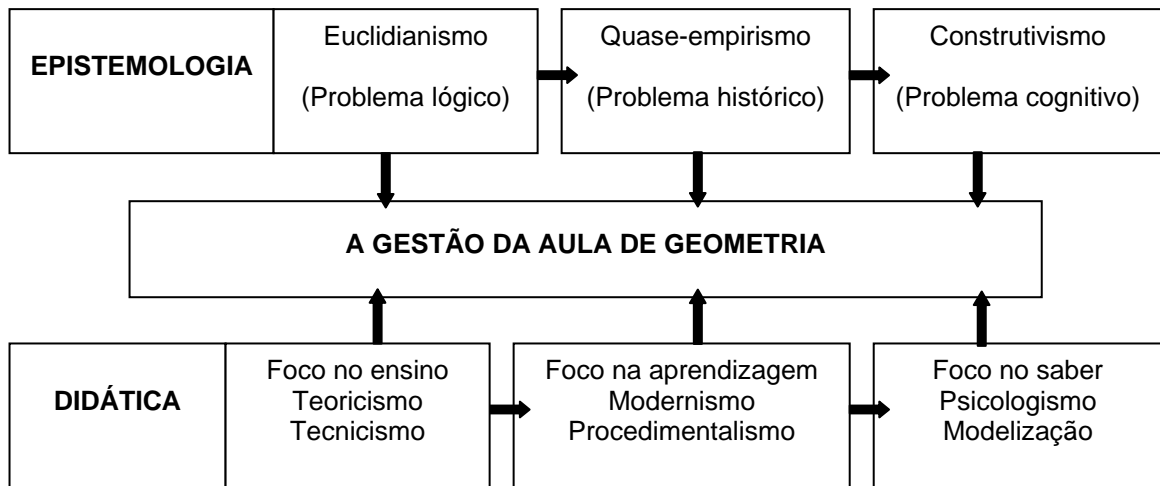 EPISTEMOLOGIA
Euclidianismo
(Problema lógico)
Quase-empirismo
(Problema histórico)
Construtivismo
(Problema cognitivo)
A GESTÃO DA AULA DE GEOMETRIA
DIDÁTICA
Foco no ensino
Teoricismo
Tecnicismo
Foco na aprendizagem
Modernismo
Procedimentalismo
Foco no saber
Psicologismo
Modelização